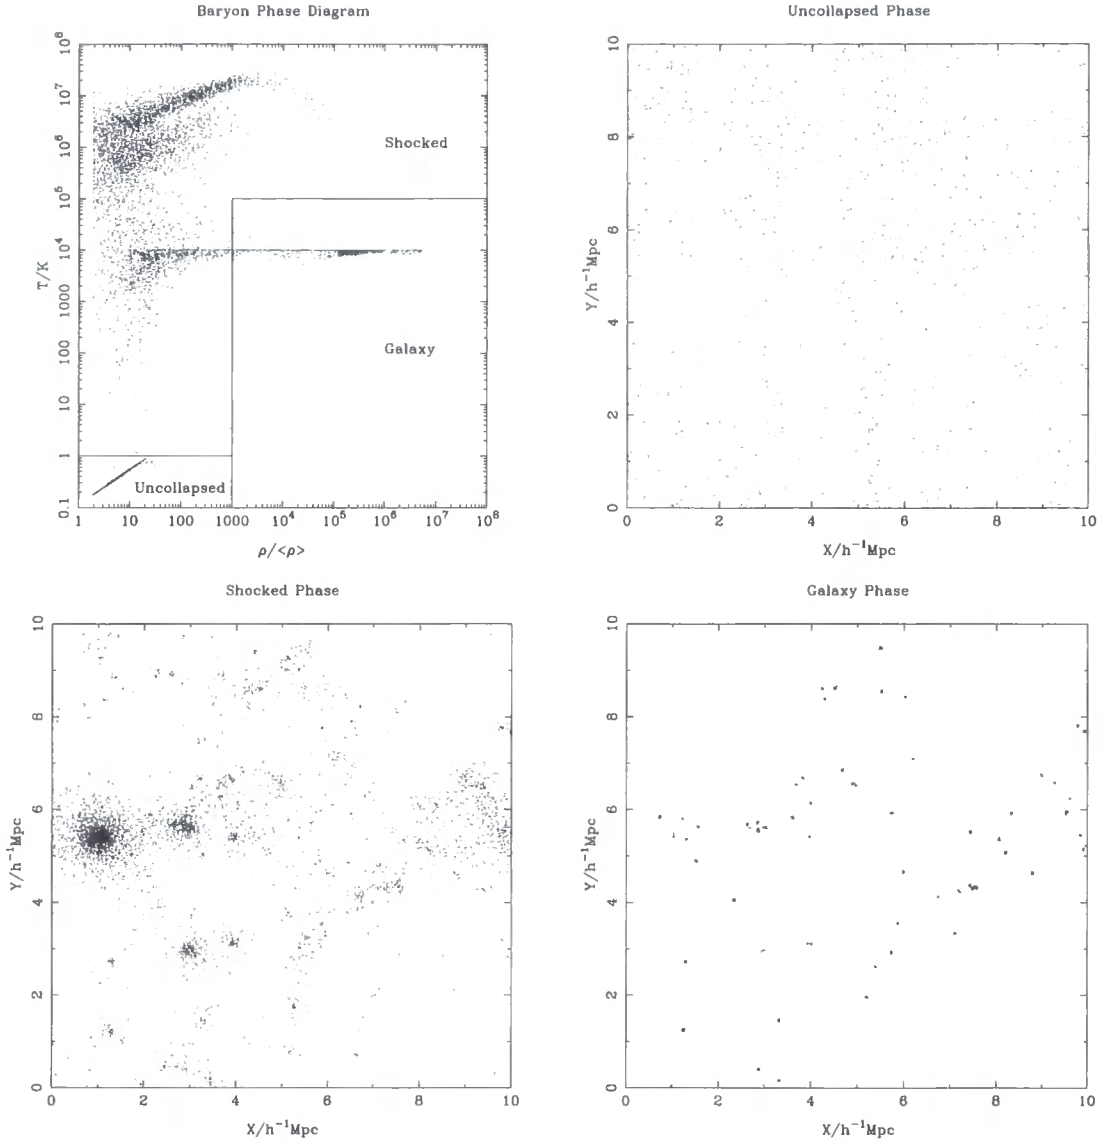 Baryon Phase Diagram
10⁸
10⁷
10⁶
10⁵
10⁴
1000
100
10
1
0.1
T/K
Shocked
Galaxy
Uncollapsed
1 10 100 1000 10⁴ 10⁵ 10⁶ 10⁷ 10⁸
ρ/<ρ>
Uncollapsed Phase
10
8
6
4
2
0
Y/h⁻¹Mpc
0 2 4 6 8 10
X/h⁻¹Mpc
Shocked Phase
10
8
6
4
2
0
Y/h⁻¹Mpc
0 2 4 6 8 10
X/h⁻¹Mpc
Galaxy Phase
10
8
6
4
2
0
Y/h⁻¹Mpc
0 2 4 6 8 10
X/h⁻¹Mpc